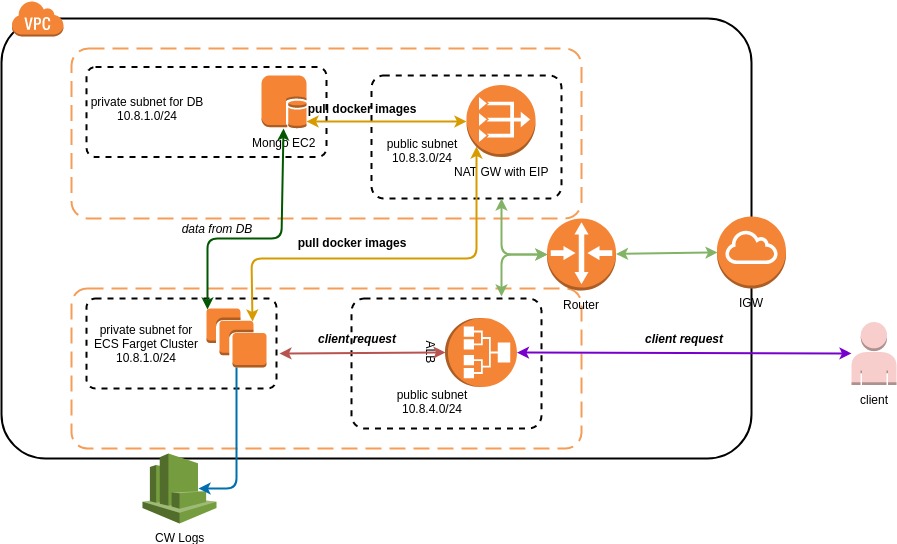 VPC
private subnet for DB
10.8.1.0/24
pull docker images
Mongo EC2
public subnet
10.8.3.0/24
NAT GW with EIP
data from DB
pull docker images
Router
IGW
private subnet for
ECS Farget Cluster
10.8.1.0/24
client request
ALB
client request
public subnet
10.8.4.0/24
client
CW Logs